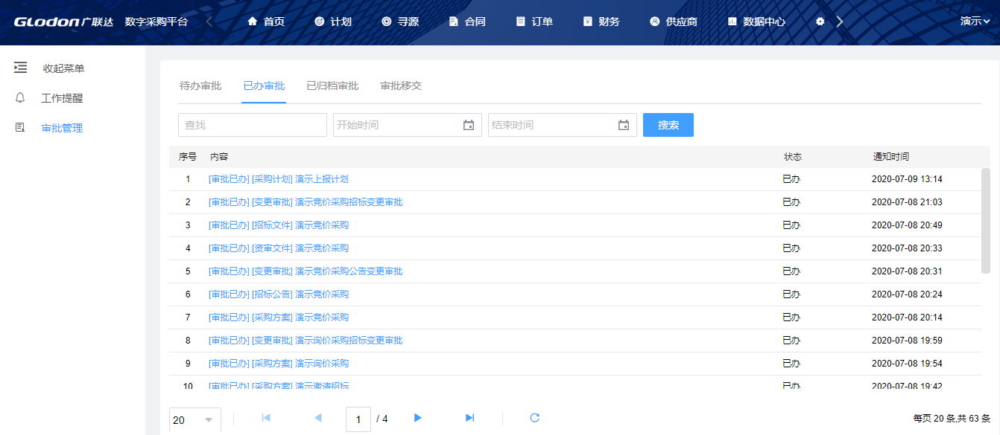 GLodon广联达 数字采购平台 首页 计划 寻源 合同 订单 财务 供应商 数据中心 演示
收起菜单
工作提醒
审批管理
待办审批 已办审批 已归档审批 审批移交
查找 开始时间 结束时间 搜索
序号 内容 状态 通知时间
1 [审批已办] [采购计划] 演示上报计划 已办 2020-07-09 13:14
2 [审批已办] [变更审批] 演示竞价采购招标变更审批 已办 2020-07-08 21:03
3 [审批已办] [招标文件] 演示竞价采购 已办 2020-07-08 20:49
4 [审批已办] [资审文件] 演示竞价采购 已办 2020-07-08 20:33
5 [审批已办] [变更审批] 演示竞价采购公告变更审批 已办 2020-07-08 20:31
6 [审批已办] [招标公告] 演示竞价采购 已办 2020-07-08 20:24
7 [审批已办] [采购方案] 演示竞价采购 已办 2020-07-08 20:14
8 [审批已办] [变更审批] 演示询价采购招标变更审批 已办 2020-07-08 19:59
9 [审批已办] [采购方案] 演示询价采购 已办 2020-07-08 19:54
10 [审批已办] [采购方案] 演示邀请招标 已办 2020-07-08 19:42
20 1 / 4 每页 20 条,共 63 条